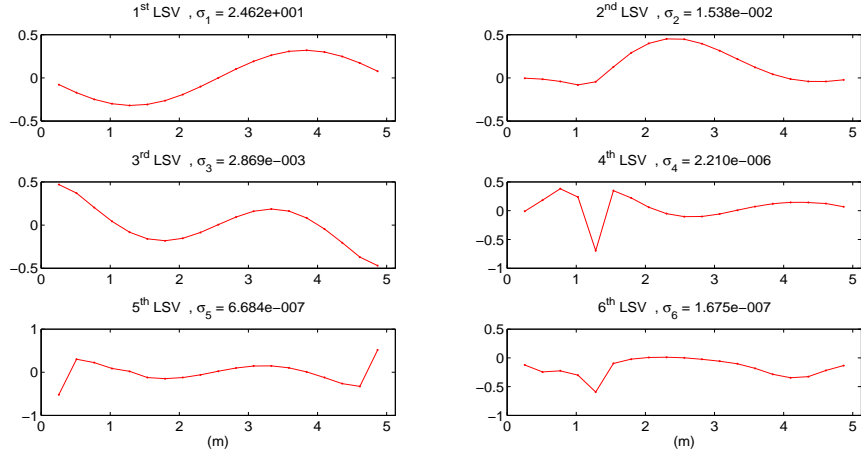 1st LSV , σ1 = 2.462e+001
2nd LSV , σ2 = 1.538e−002
0.5
0
−0.5
0 1 2 3 4 5
0.5
0
−0.5
0 1 2 3 4 5
3rd LSV , σ3 = 2.869e−003
4th LSV , σ4 = 2.210e−006
0.5
0
−0.5
0 1 2 3 4 5
0.5
0
−0.5
−1
0 1 2 3 4 5
5th LSV , σ5 = 6.684e−007
6th LSV , σ6 = 1.675e−007
1
0
−1
0 1 2 3 4 5
(m)
0.5
0
−0.5
−1
0 1 2 3 4 5
(m)